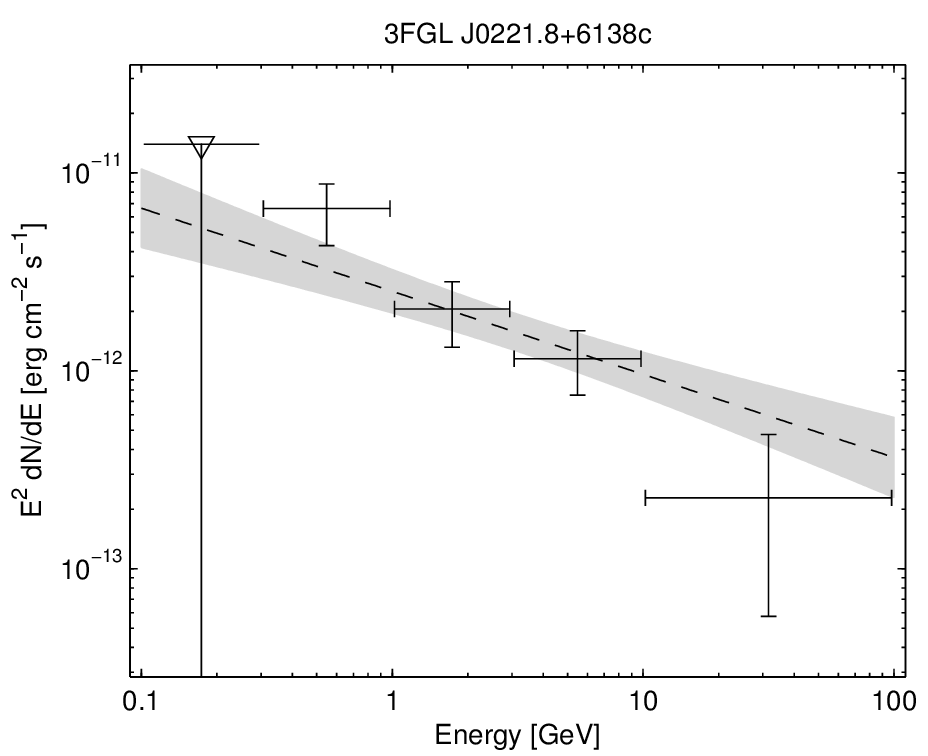 3FGL J0221.8+6138c
E² dN/dE [erg cm⁻² s⁻¹]
10⁻¹¹
10⁻¹²
10⁻¹³
0.1 1 10 100
Energy [GeV]